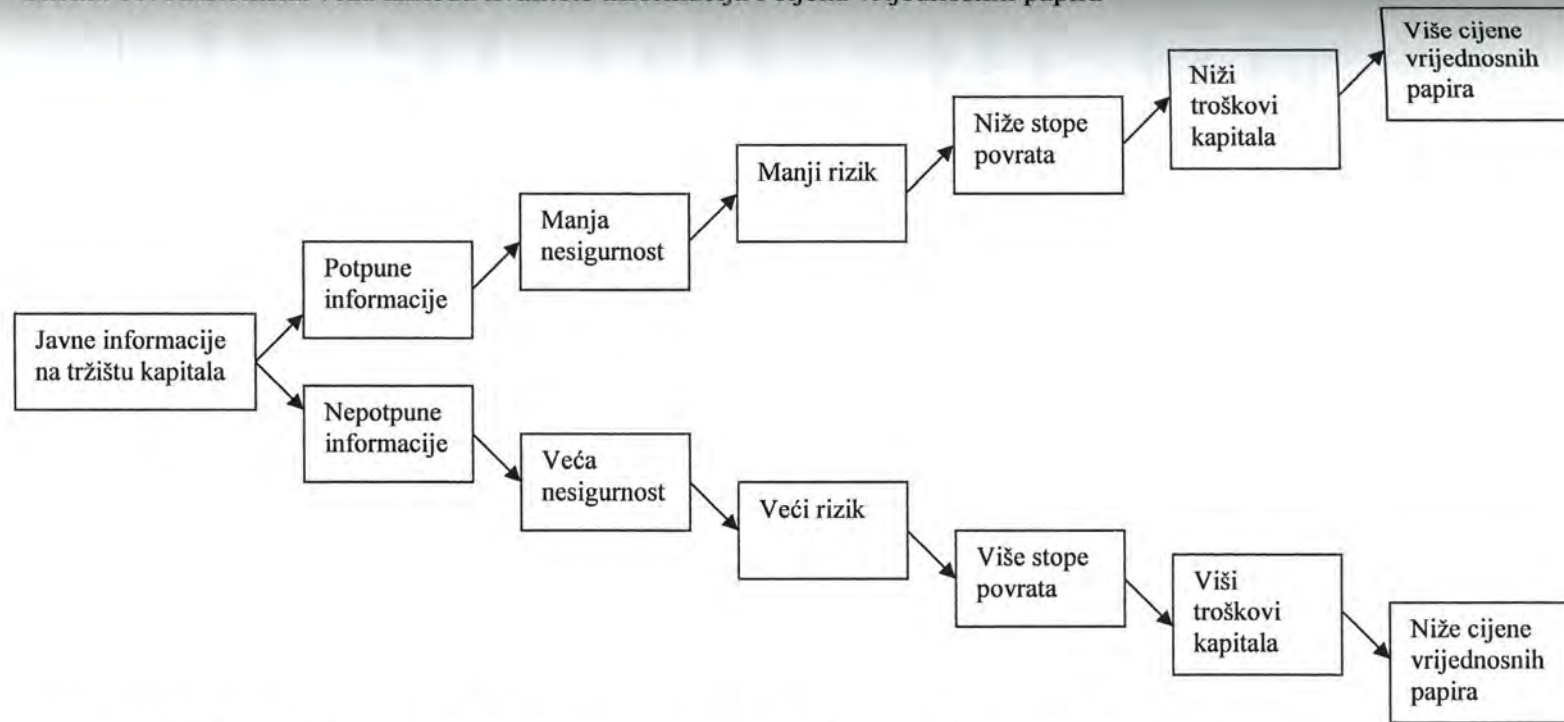 Javne informacije
na tržištu kapitala
Potpune
informacije
Manja
nesigurnost
Manji rizik
Niže stope
povrata
Niži
troškovi
kapitala
Više cijene
vrijednosnih
papira
Nepotpune
informacije
Veća
nesigurnost
Veći rizik
Više stope
povrata
Viši
troškovi
kapitala
Niže cijene
vrijednosnih
papira